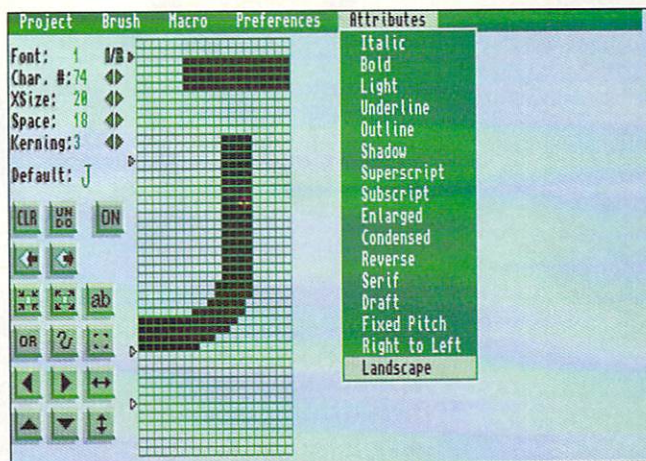 Project Brush Macro Preferences Attributes
Font: 1 A/B
Char. #:74
XSize: 20
Space: 18
Kerning:3
Default: J
CLR UNDO ON
ab
OR
Italic
Bold
Light
Underline
Outline
Shadow
Superscript
Subscript
Enlarged
Condensed
Reverse
Serif
Draft
Fixed Pitch
Right to Left
Landscape